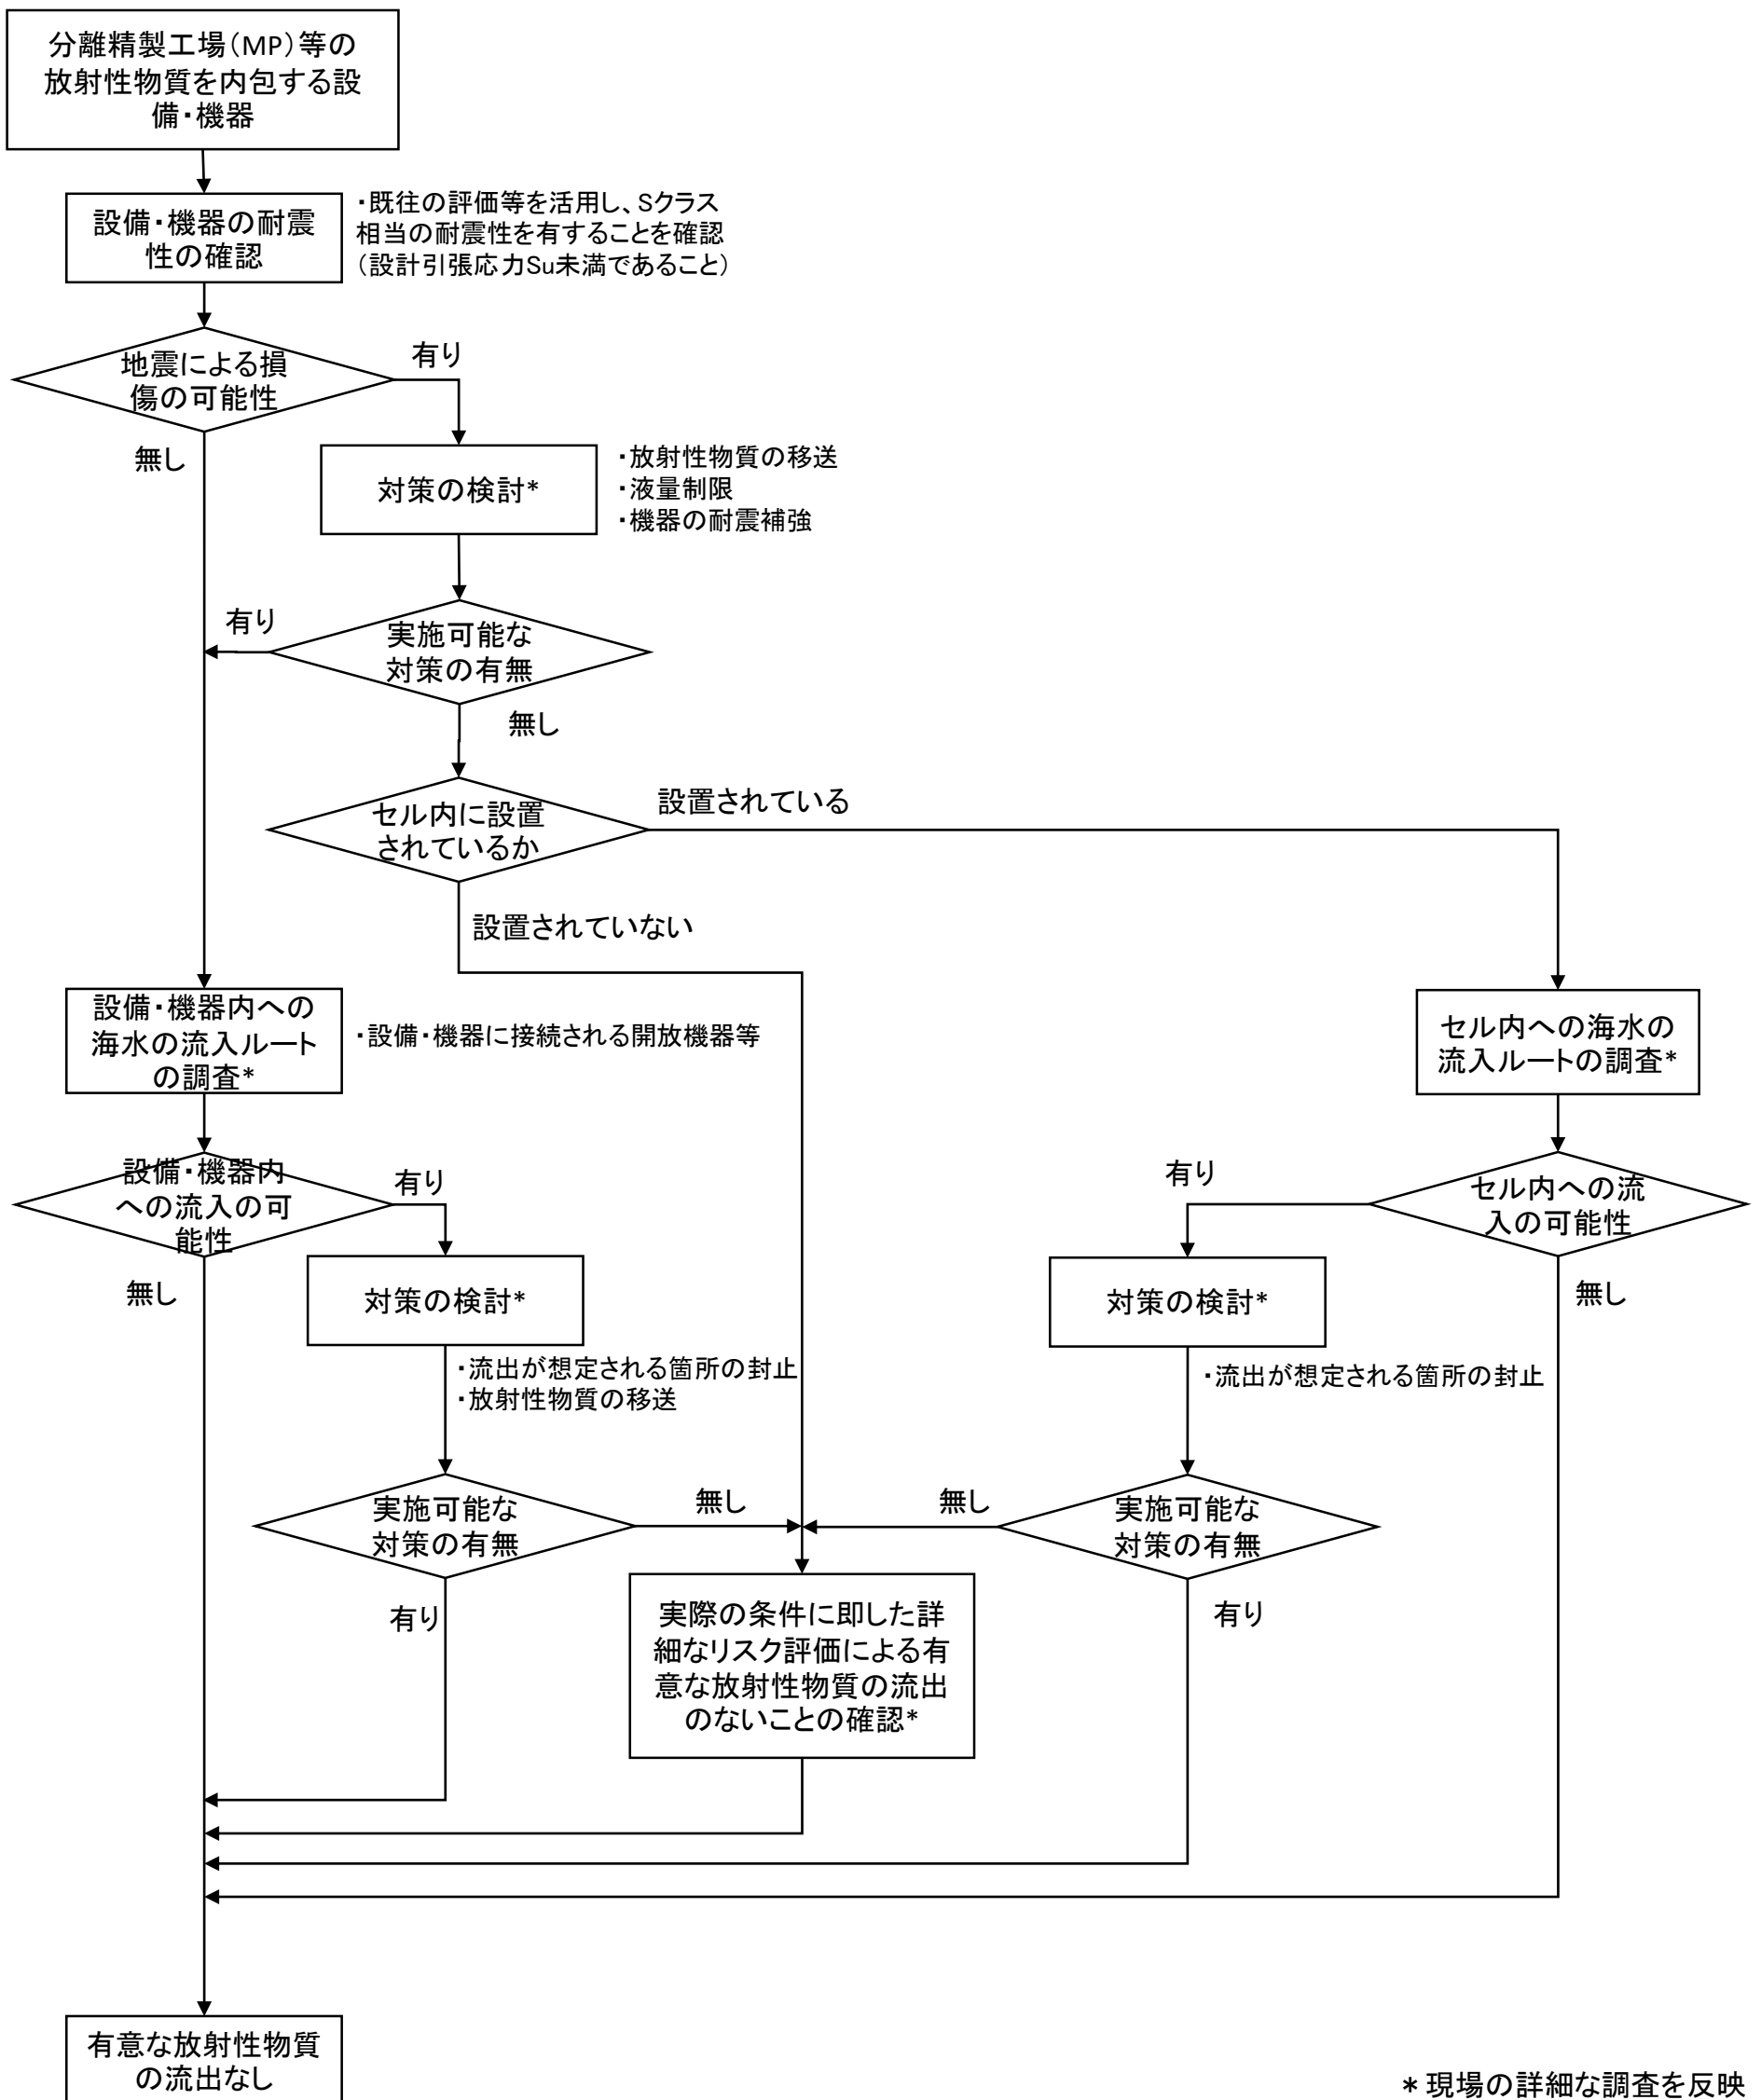 分離精製工場（MP）等の
放射性物質を内包する設
備・機器
設備・機器の耐震
性の確認
・既往の評価等を活用し、Sクラス
相当の耐震性を有することを確認
（設計引張応力Su未満であること）
地震による損
傷の可能性
有り
無し
対策の検討*
・放射性物質の移送
・液量制限
・機器の耐震補強
有り
実施可能な
対策の有無
無し
セル内に設置
されているか
設置されている
設置されていない
設備・機器内への
海水の流入ルート
の調査*
・設備・機器に接続される開放機器等
セル内への海水の
流入ルートの調査*
設備・機器内
への流入の可
能性
有り
無し
有り
セル内への流
入の可能性
無し
対策の検討*
・流出が想定される箇所の封止
・放射性物質の移送
対策の検討*
・流出が想定される箇所の封止
実施可能な
対策の有無
無し
有り
無し
実施可能な
対策の有無
有り
実際の条件に即した詳
細なリスク評価による有
意な放射性物質の流出
のないことの確認*
有意な放射性物質
の流出なし
* 現場の詳細な調査を反映